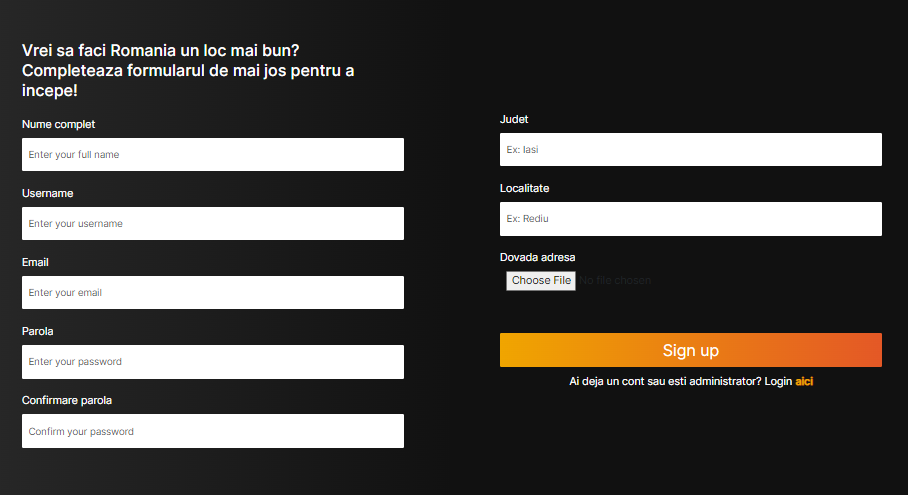 Vrei sa faci Romania un loc mai bun?
Completeaza formularul de mai jos pentru a
incepe!
Nume complet
Enter your full name
Username
Enter your username
Email
Enter your email
Parola
Enter your password
Confirmare parola
Confirm your password
Judet
Ex: Iasi
Localitate
Ex: Rediu
Dovada adresa
Choose File No file chosen
Sign up
Ai deja un cont sau esti administrator? Login aici